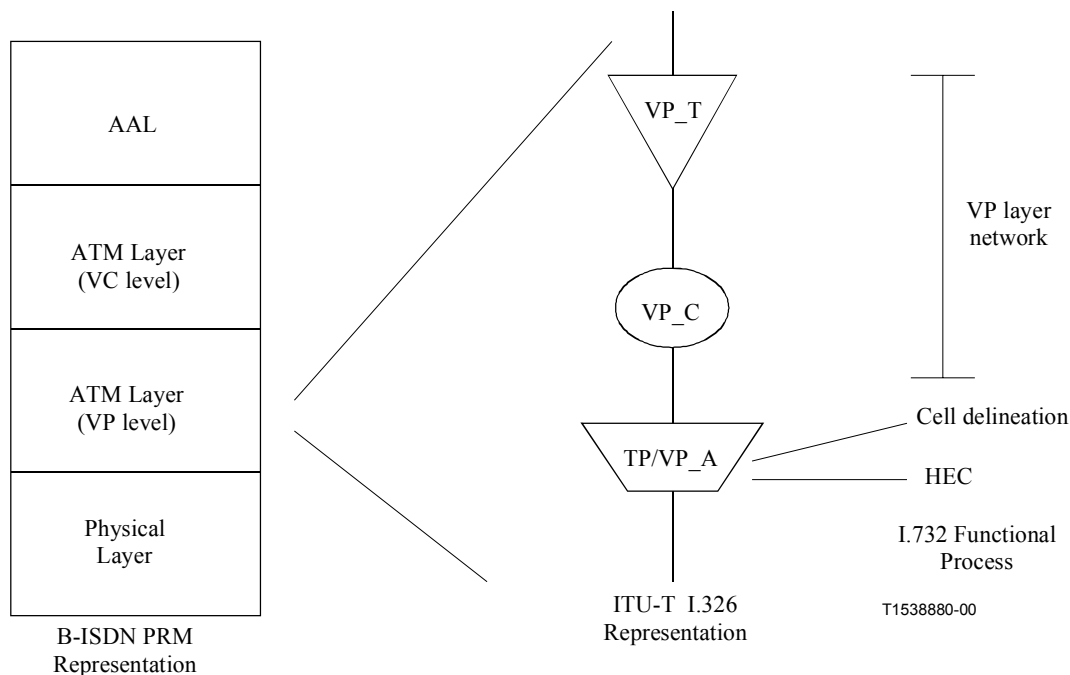 AAL
ATM Layer
(VC level)
ATM Layer
(VP level)
Physical
Layer
B-ISDN PRM
Representation
VP_T
VP_C
TP/VP_A
ITU-T I.326
Representation
VP layer
network
Cell delineation
HEC
I.732 Functional
Process
T1538880-00